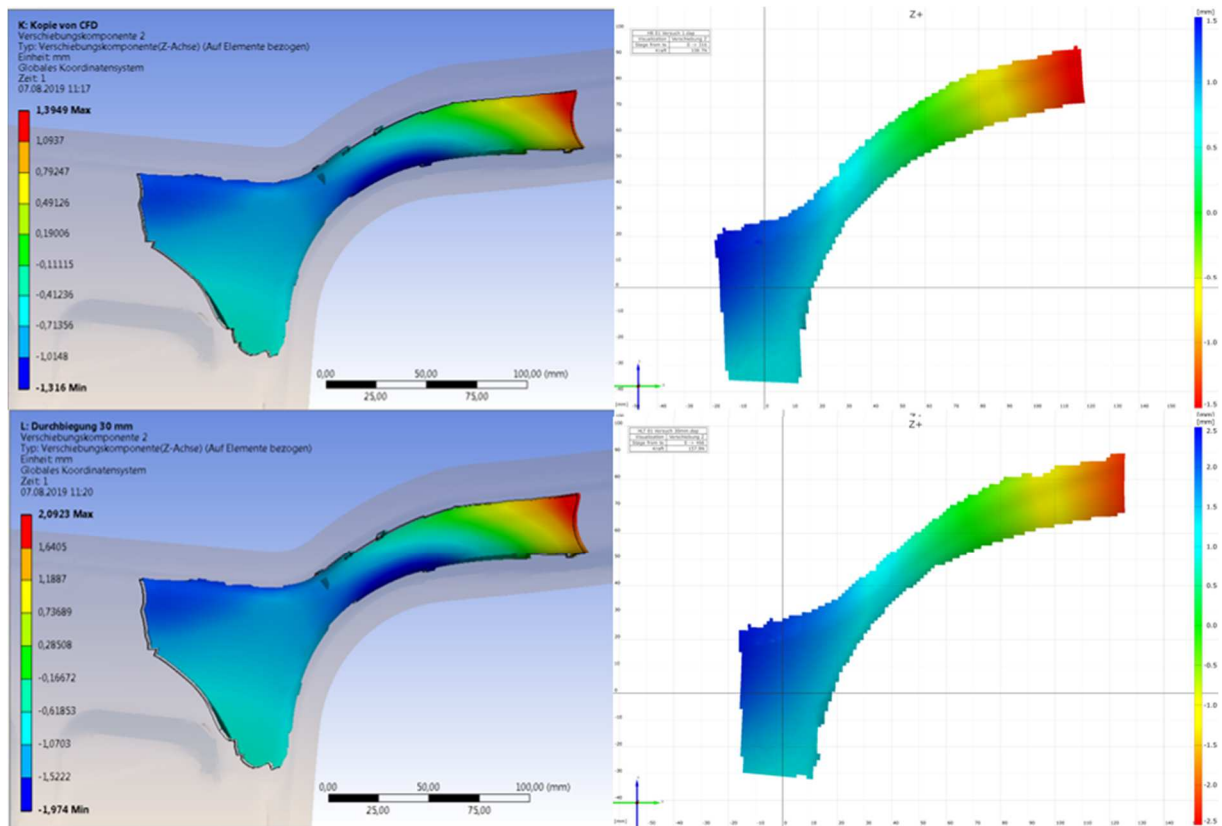 K: Kopie von CFD
Verschiebungskomponente 2
Typ: Verschiebungskomponente(Z-Achse) (Auf Elemente bezogen)
Einheit: mm
Globales Koordinatensystem
Zeit: 1
07.08.2019 11:17
1,3949 Max
1,0937
0,79247
0,49126
0,19006
-0,11115
-0,41236
-0,71356
-1,0148
-1,316 Min
0,00 50,00 100,00 (mm)
25,00 75,00
Z+
[mm]
1.5
1.0
0.5
0.0
-0.5
-1.0
-1.5
L: Durchbiegung 30 mm
Verschiebungskomponente 2
Typ: Verschiebungskomponente(Z-Achse) (Auf Elemente bezogen)
Einheit: mm
Globales Koordinatensystem
Zeit: 1
07.08.2019 11:20
2,0923 Max
1,6405
1,1887
0,73689
0,28508
-0,16672
-0,61853
-1,0703
-1,5222
-1,974 Min
0,00 50,00 100,00 (mm)
25,00 75,00
Z+
2.5
2.0
1.5
1.0
0.5
0.0
-0.5
-1.0
-1.5
-2.0
-2.5